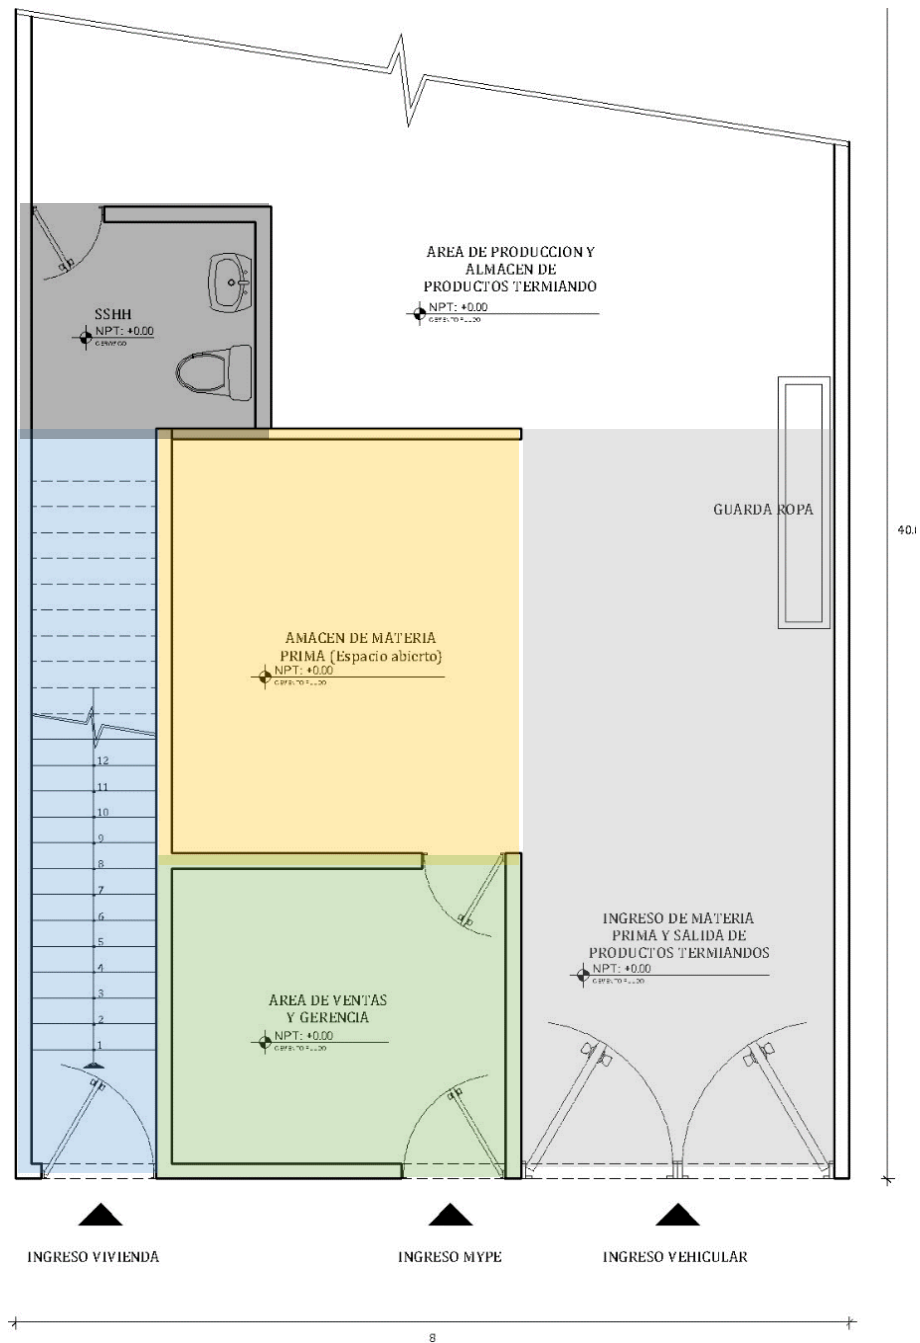 AREA DE PRODUCCION Y
ALMACEN DE
PRODUCTOS TERMIANDO
NPT: +0.00
SSHH
NPT: +0.00
GUARDA ROPA
40.
AMACEN DE MATERIA
PRIMA (Espacio abierto)
NPT: +0.00
12
11
10
9
8
7
6
5
4
3
2
1
INGRESO DE MATERIA
PRIMA Y SALIDA DE
PRODUCTOS TERMIANDOS
NPT: +0.00
AREA DE VENTAS
Y GERENCIA
NPT: +0.00
INGRESO VIVIENDA
INGRESO MYPE
INGRESO VEHICULAR
8